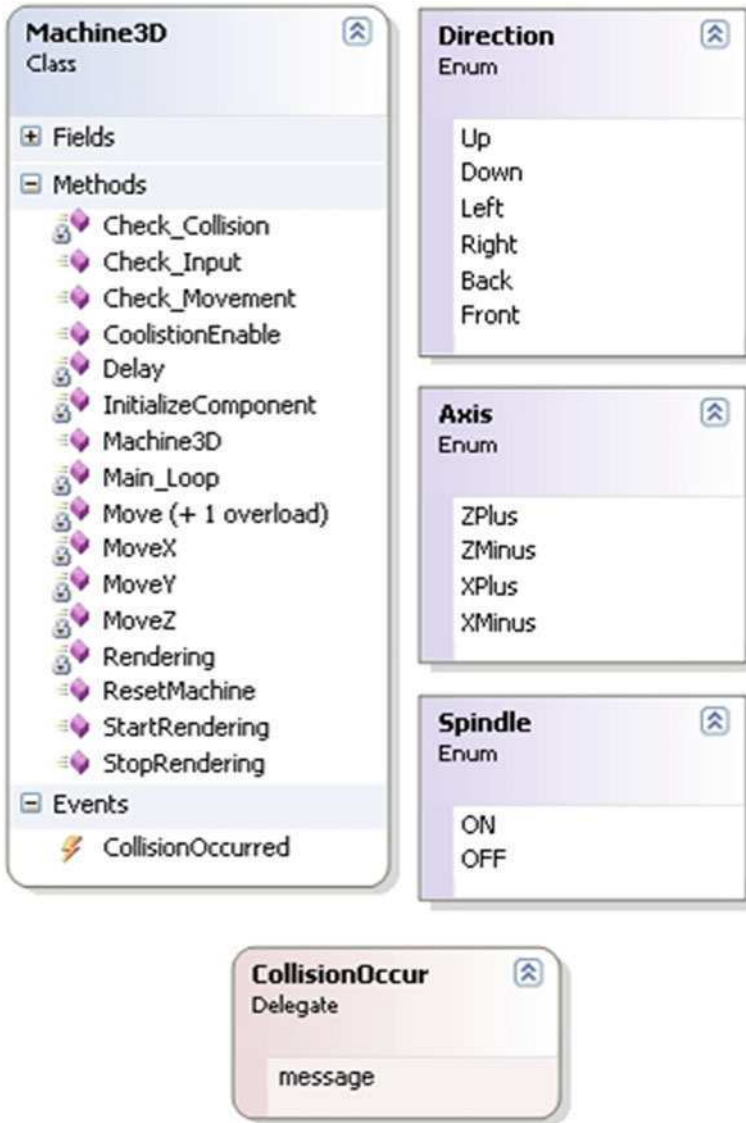 Machine3D
Class
Fields
Methods
Check_Collision
Check_Input
Check_Movement
CoolistionEnable
Delay
InitializeComponent
Machine3D
Main_Loop
Move (+ 1 overload)
MoveX
MoveY
MoveZ
Rendering
ResetMachine
StartRendering
StopRendering
Events
CollisionOccurred
Direction
Enum
Up
Down
Left
Right
Back
Front
Axis
Enum
ZPlus
ZMinus
XPlus
XMinus
Spindle
Enum
ON
OFF
CollisionOccur
Delegate
message